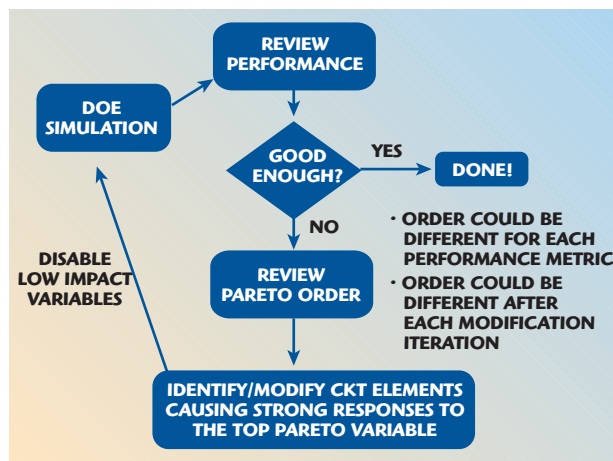 REVIEW
PERFORMANCE
DOE
SIMULATION
GOOD
ENOUGH?
YES
DONE!
NO
· ORDER COULD BE
DIFFERENT FOR EACH
PERFORMANCE METRIC
· ORDER COULD BE
DIFFERENT AFTER
EACH MODIFICATION
ITERATION
DISABLE
LOW IMPACT
VARIABLES
REVIEW
PARETO ORDER
IDENTIFY/MODIFY CKT ELEMENTS
CAUSING STRONG RESPONSES TO
THE TOP PARETO VARIABLE